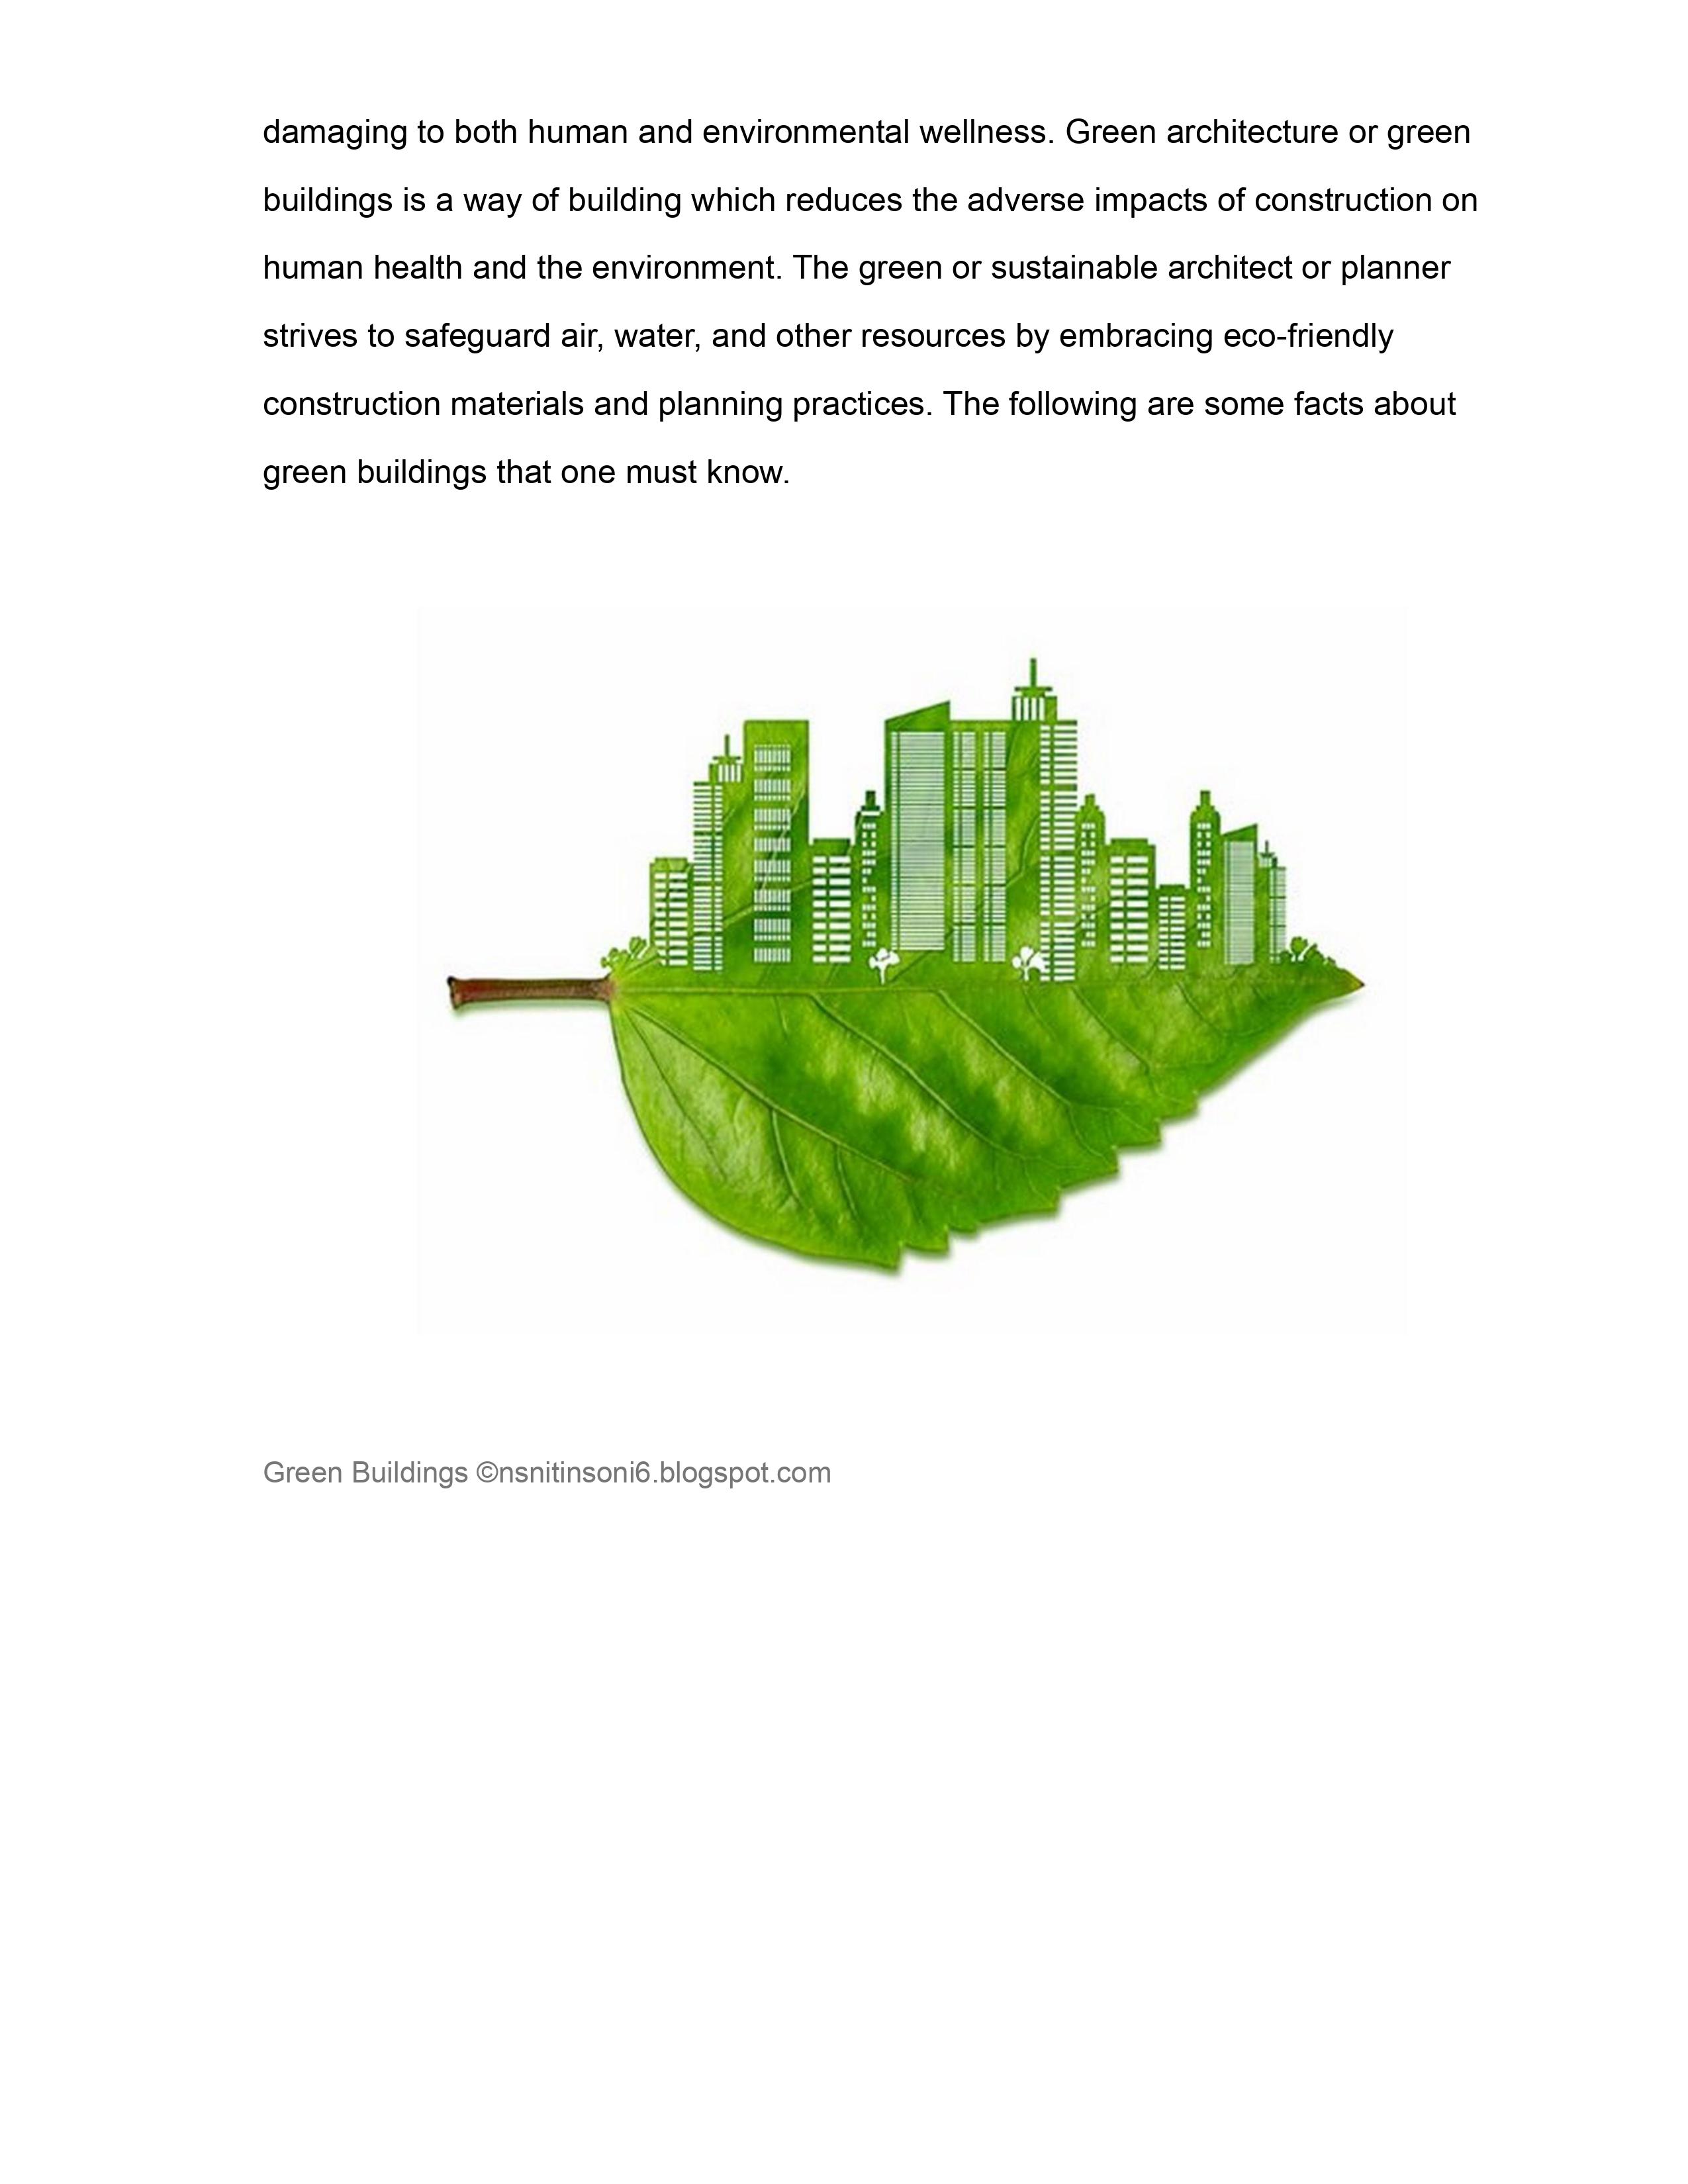 damaging to both human and environmental wellness. Green architecture or green
buildings is a way of building which reduces the adverse impacts of construction on
human health and the environment. The green or sustainable architect or planner
strives to safeguard air, water, and other resources by embracing eco-friendly
construction materials and planning practices. The following are some facts about
green buildings that one must know.
Green Buildings ©nsnitinsoni6.blogspot.com